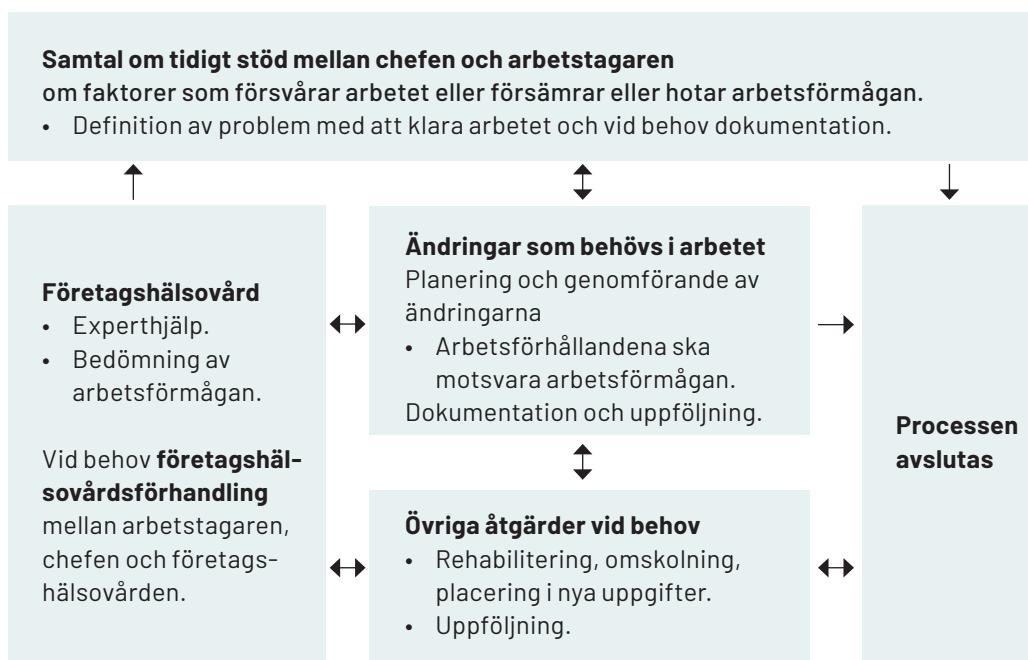 Samtal om tidigt stöd mellan chefen och arbetstagaren
om faktorer som försvårar arbetet eller försämrar eller hotar arbetsförmågan.
• Definition av problem med att klara arbetet och vid behov dokumentation.
Företagshälsovård
• Experthjälp.
• Bedömning av
arbetsförmågan.
Vid behov företagshäl-
sovårdsförhandling
mellan arbetstagaren,
chefen och företags-
hälsovården.
Ändringar som behövs i arbetet
Planering och genomförande av
ändringarna
• Arbetsförhållandena ska
motsvara arbetsförmågan.
Dokumentation och uppföljning.
Övriga åtgärder vid behov
• Rehabilitering, omskolning,
placering i nya uppgifter.
• Uppföljning.
Processen
avslutas